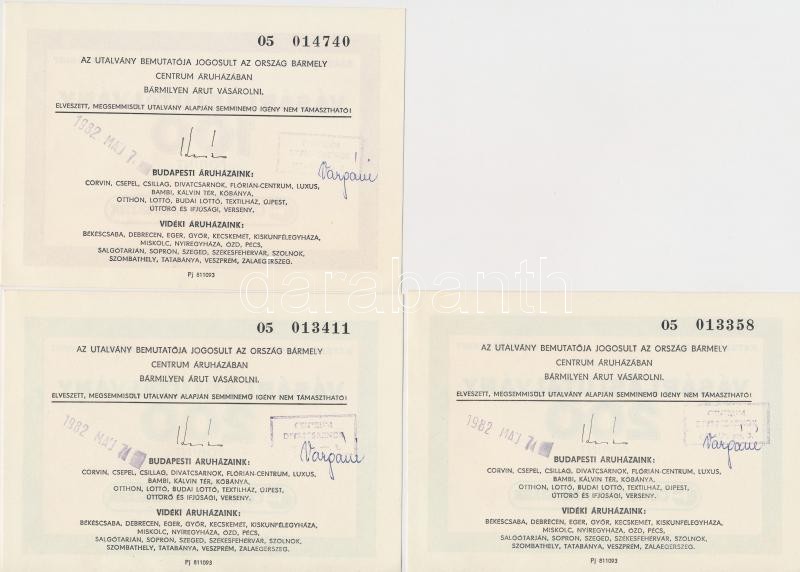 05 014740
AZ UTALVÁNY BEMUTATÓJA JOGOSULT AZ ORSZÁG BÁRMELY
CENTRUM ÁRUHÁZÁBAN
BÁRMILYEN ÁRUT VÁSÁROLNI.
ELVESZETT, MEGSEMMISÜLT UTALVÁNY ALAPJÁN SEMMINEMŰ IGÉNY NEM TÁMASZTHATÓ!
1982 MÁJ 7.
Vargáné
BUDAPESTI ÁRUHÁZAINK:
CORVIN, CSEPEL, CSILLAG, DIVATCSARNOK, FLÓRIÁN-CENTRUM, LUXUS,
BAMBI, KÁLVIN TÉR, KŐBÁNYA,
OTTHON, LOTTÓ, BUDAI LOTTÓ, TEXTILHÁZ, ÚJPEST,
ÚTTÖRŐ ÉS IFJÚSÁGI, VERSENY.
VIDÉKI ÁRUHÁZAINK:
BÉKÉSCSABA, DEBRECEN, EGER, GYŐR, KECSKEMÉT, KISKUNFÉLEGYHÁZA,
MISKOLC, NYÍREGYHÁZA, ÓZD, PÉCS,
SALGÓTARJÁN, SOPRON, SZEGED, SZÉKESFEHÉRVÁR, SZOLNOK,
SZOMBATHELY, TATABÁNYA, VESZPRÉM, ZALAEGERSZEG.
Pj 811093
darabanth
05 013411
AZ UTALVÁNY BEMUTATÓJA JOGOSULT AZ ORSZÁG BÁRMELY
CENTRUM ÁRUHÁZÁBAN
BÁRMILYEN ÁRUT VÁSÁROLNI.
ELVESZETT, MEGSEMMISÜLT UTALVÁNY ALAPJÁN SEMMINEMŰ IGÉNY NEM TÁMASZTHATÓ!
1982 MÁJ 7
CENTRUM
DIVATCSARNOK
Vargáné
BUDAPESTI ÁRUHÁZAINK:
CORVIN, CSEPEL, CSILLAG, DIVATCSARNOK, FLÓRIÁN-CENTRUM, LUXUS,
BAMBI, KÁLVIN TÉR, KŐBÁNYA,
OTTHON, LOTTÓ, BUDAI LOTTÓ, TEXTILHÁZ, ÚJPEST,
ÚTTÖRŐ ÉS IFJÚSÁGI, VERSENY.
VIDÉKI ÁRUHÁZAINK:
BÉKÉSCSABA, DEBRECEN, EGER, GYŐR, KECSKEMÉT, KISKUNFÉLEGYHÁZA,
MISKOLC, NYÍREGYHÁZA, ÓZD, PÉCS,
SALGÓTARJÁN, SOPRON, SZEGED, SZÉKESFEHÉRVÁR, SZOLNOK,
SZOMBATHELY, TATABÁNYA, VESZPRÉM, ZALAEGERSZEG.
Pj 811093
05 013358
AZ UTALVÁNY BEMUTATÓJA JOGOSULT AZ ORSZÁG BÁRMELY
CENTRUM ÁRUHÁZÁBAN
BÁRMILYEN ÁRUT VÁSÁROLNI.
ELVESZETT, MEGSEMMISÜLT UTALVÁNY ALAPJÁN SEMMINEMŰ IGÉNY NEM TÁMASZTHATÓ!
1982 MÁJ 7
CENTRUM
DIVATCSARNOK
Vargáné
BUDAPESTI ÁRUHÁZAINK:
CORVIN, CSEPEL, CSILLAG, DIVATCSARNOK, FLÓRIÁN-CENTRUM, LUXUS,
BAMBI, KÁLVIN TÉR, KŐBÁNYA,
OTTHON, LOTTÓ, BUDAI LOTTÓ, TEXTILHÁZ, ÚJPEST,
ÚTTÖRŐ ÉS IFJÚSÁGI, VERSENY.
VIDÉKI ÁRUHÁZAINK:
BÉKÉSCSABA, DEBRECEN, EGER, GYŐR, KECSKEMÉT, KISKUNFÉLEGYHÁZA,
MISKOLC, NYÍREGYHÁZA, ÓZD, PÉCS,
SALGÓTARJÁN, SOPRON, SZEGED, SZÉKESFEHÉRVÁR, SZOLNOK,
SZOMBATHELY, TATABÁNYA, VESZPRÉM, ZALAEGERSZEG.
Pj 811093